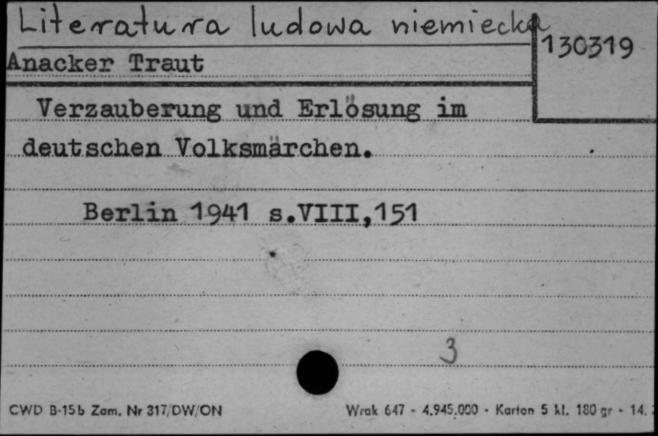 Literatura ludowa niemiecka
130319
Anacker Traut
Verzauberung und Erlösung im
deutschen Volksmärchen.
Berlin 1941 s.VIII,151
3
CWD B-15b Zam. Nr 317/DW/ON
Wrak 647 - 4.945.000 - Karton 5 kl. 180 gr - 14.